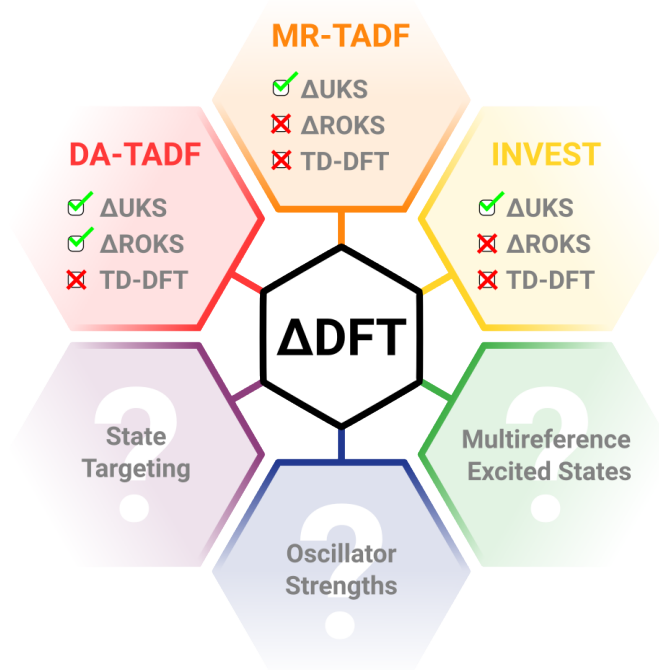 MR-TADF
ΔUKS
ΔROKS
TD-DFT
DA-TADF
ΔUKS
ΔROKS
TD-DFT
INVEST
ΔUKS
ΔROKS
TD-DFT
ΔDFT
?
State
Targeting
?
Multireference
Excited States
?
Oscillator
Strengths